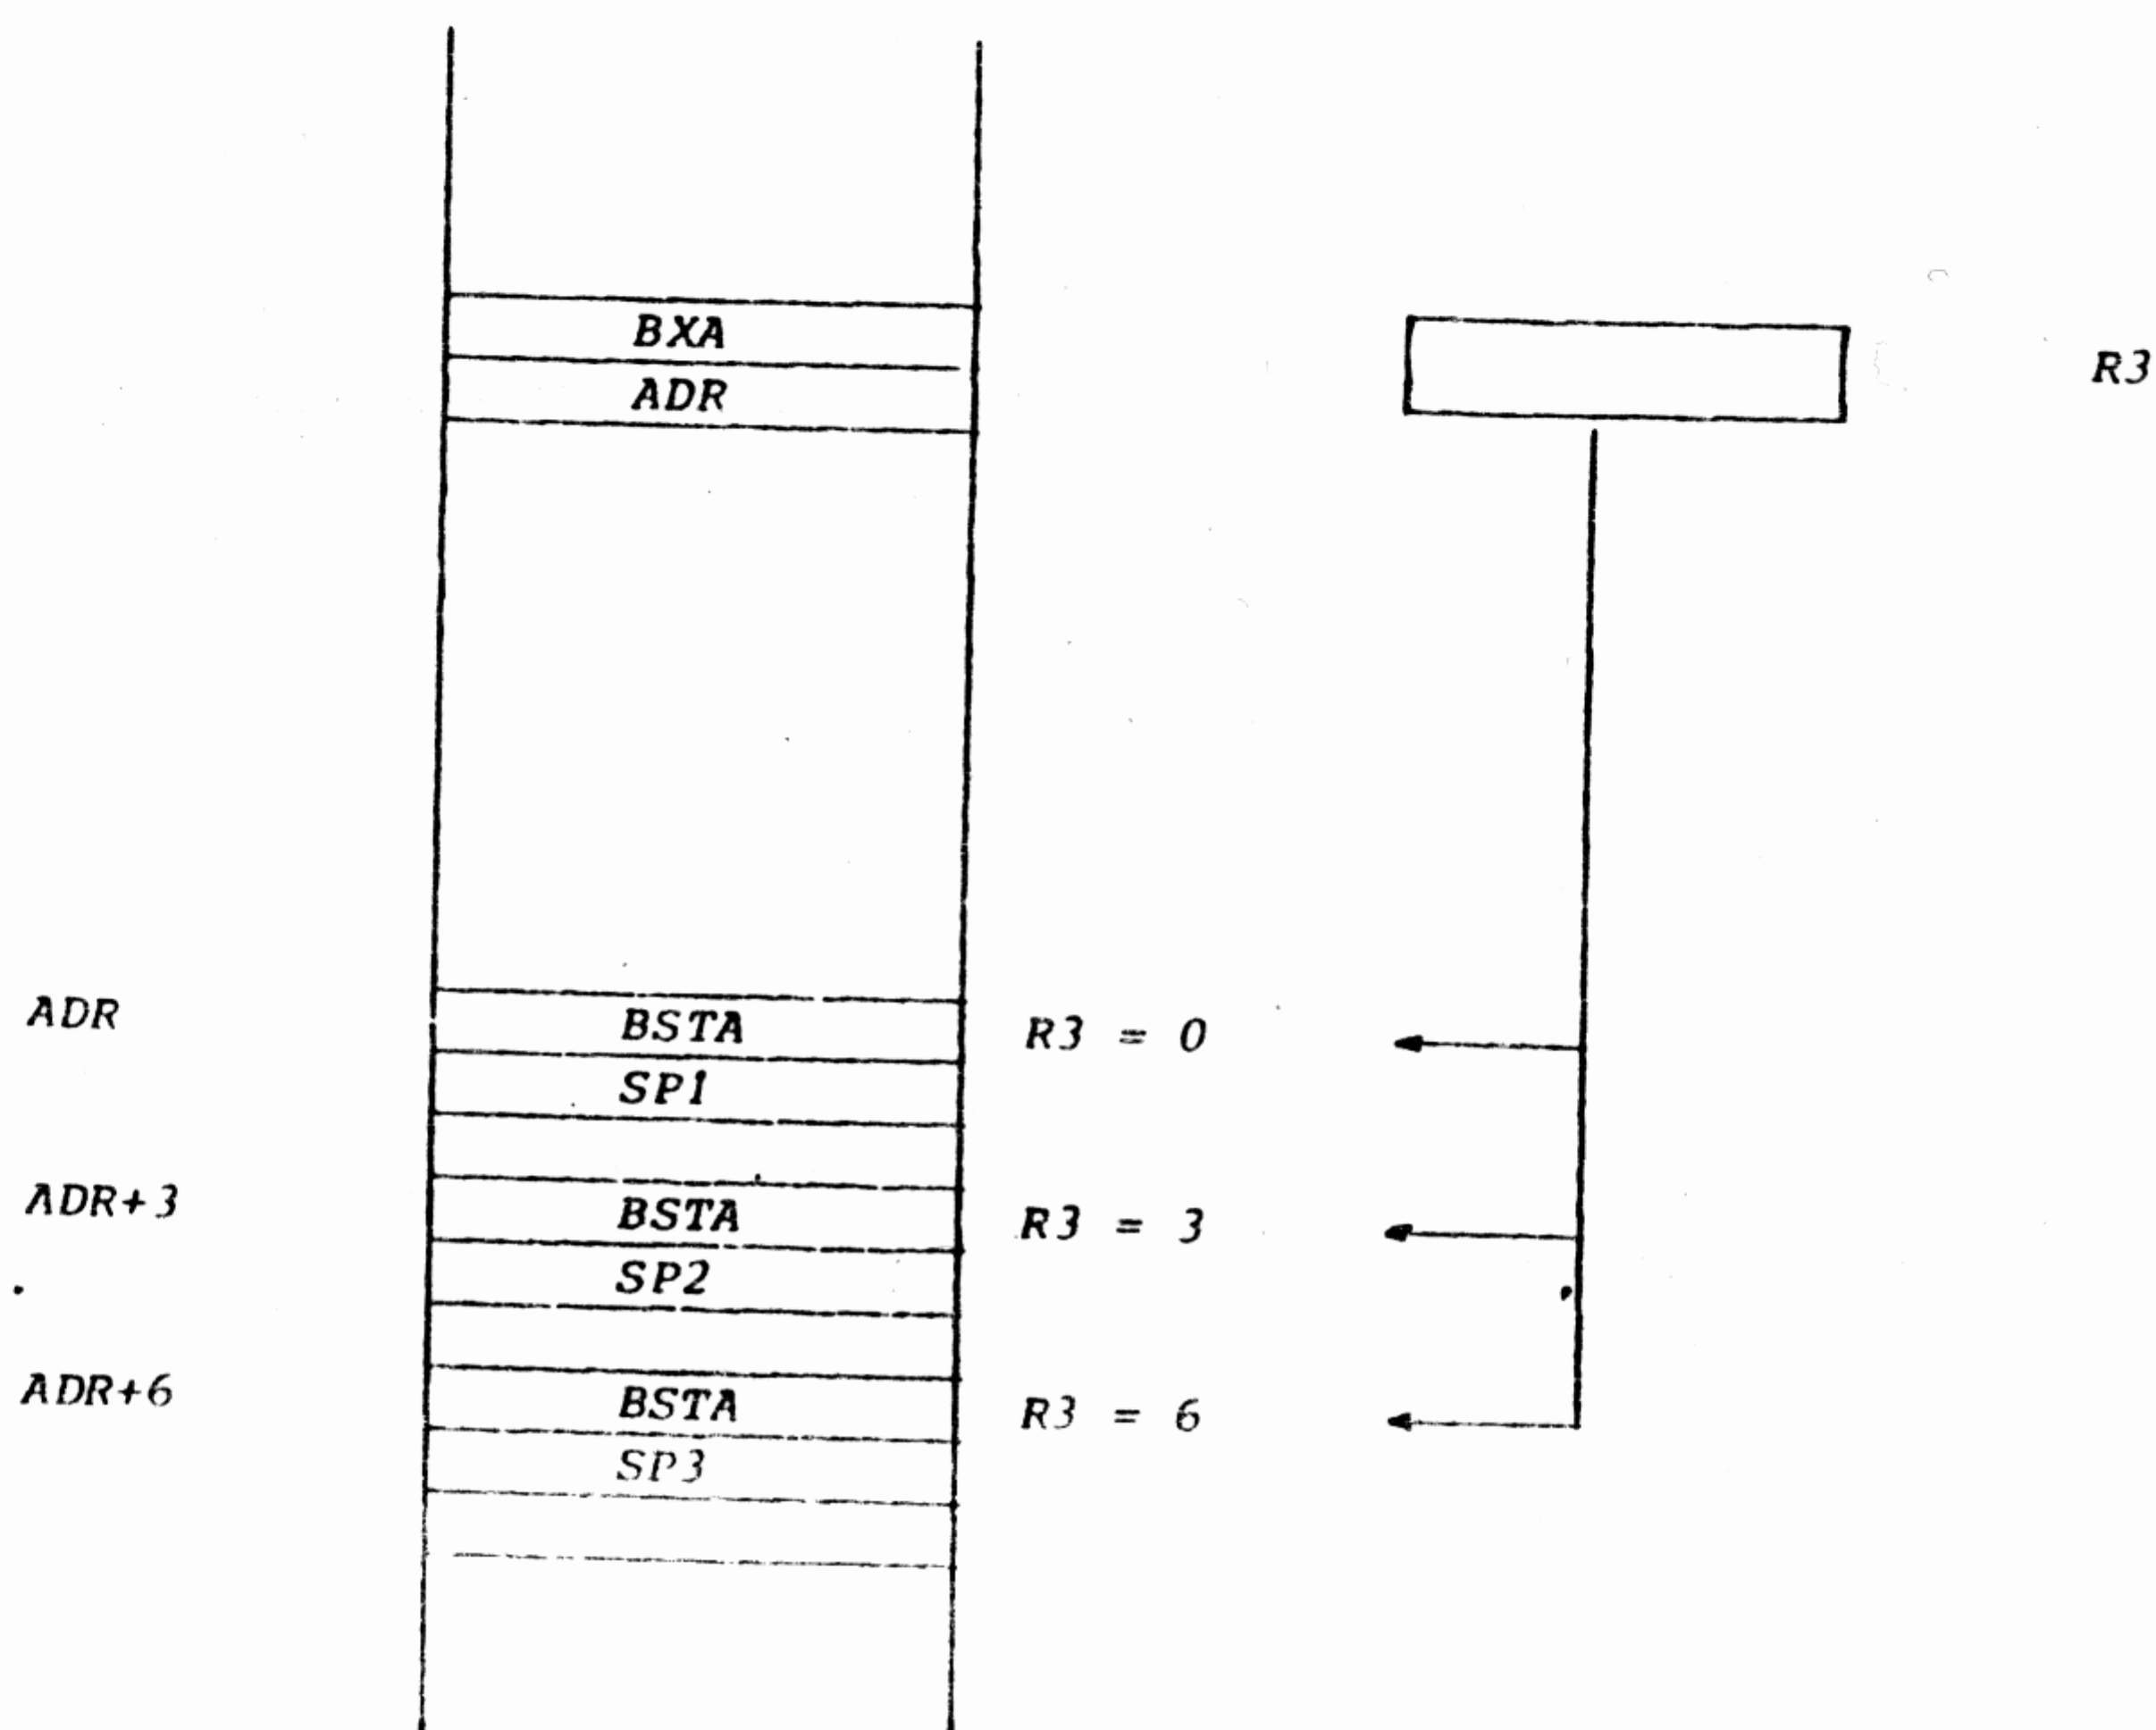 BXA
R3
ADR
ADR BSTA R3 = 0
SP1
ADR+3 BSTA R3 = 3
SP2
ADR+6 BSTA R3 = 6
SP3